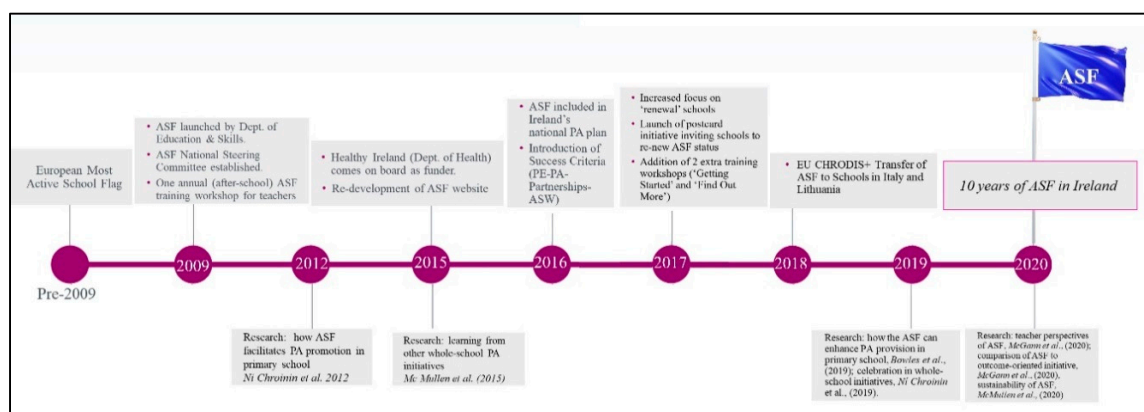 ASF
European Most
Active School Flag
• ASF launched by Dept. of
Education & Skills.
• ASF National Steering
Committee established.
• One annual (after-school) ASF
training workshop for teachers
• Healthy Ireland (Dept. of Health)
comes on board as funder.
• Re-development of ASF website
• ASF included in
Ireland's
national PA plan
• Introduction of
Success Criteria
(PE-PA-
Partnerships-
ASW)
• Increased focus on
'renewal' schools
• Launch of postcard
initiative inviting schools to
re-new ASF status
• Addition of 2 extra training
workshops ('Getting
Started' and 'Find Out
More')
• EU CHRODIS+ Transfer of
ASF to Schools in Italy and
Lithuania
10 years of ASF in Ireland
Pre-2009
2009
2012
2015
2016
2017
2018
2019
2020
Research: how ASF
facilitates PA promotion in
primary school
Ni Chroinin et al. 2012
Research: learning from
other whole-school PA
initiatives
Mc Mullen et al. (2015)
Research: how the ASF can
enhance PA provision in
primary school, Bowles et al.,
(2019); celebration in whole-
school initiatives, Ni Chroinin
et al., (2019).
Research: teacher perspectives
of ASF, McGann et al., (2020);
comparison of ASF to
outcome-oriented initiative,
McGann et al., (2020),
sustainability of ASF,
McMullen et al., (2020)